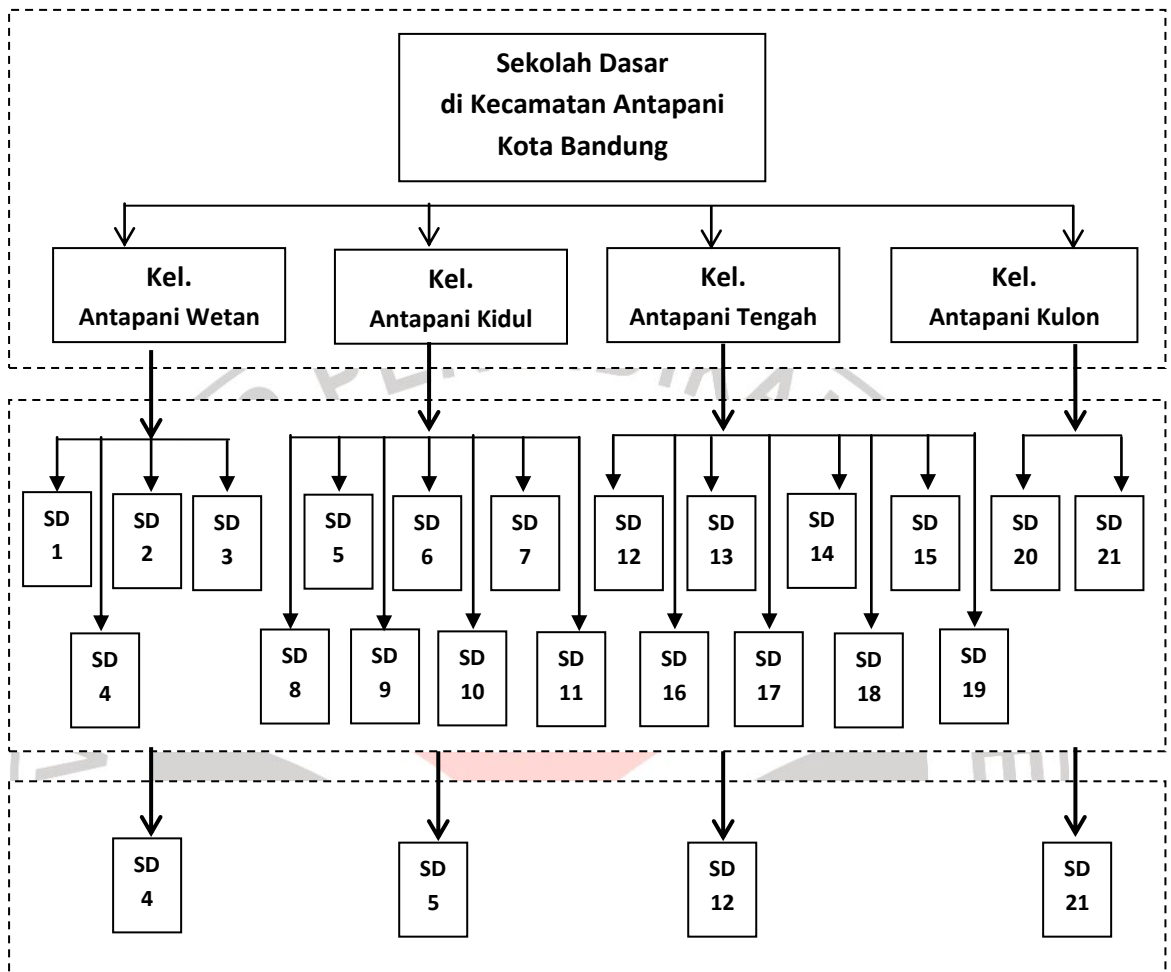 Sekolah Dasar
di Kecamatan Antapani
Kota Bandung
Kel.
Antapani Wetan
Kel.
Antapani Kidul
Kel.
Antapani Tengah
Kel.
Antapani Kulon
SD
1
SD
2
SD
3
SD
5
SD
6
SD
7
SD
12
SD
13
SD
14
SD
15
SD
20
SD
21
SD
4
SD
8
SD
9
SD
10
SD
11
SD
16
SD
17
SD
18
SD
19
SD
4
SD
5
SD
12
SD
21